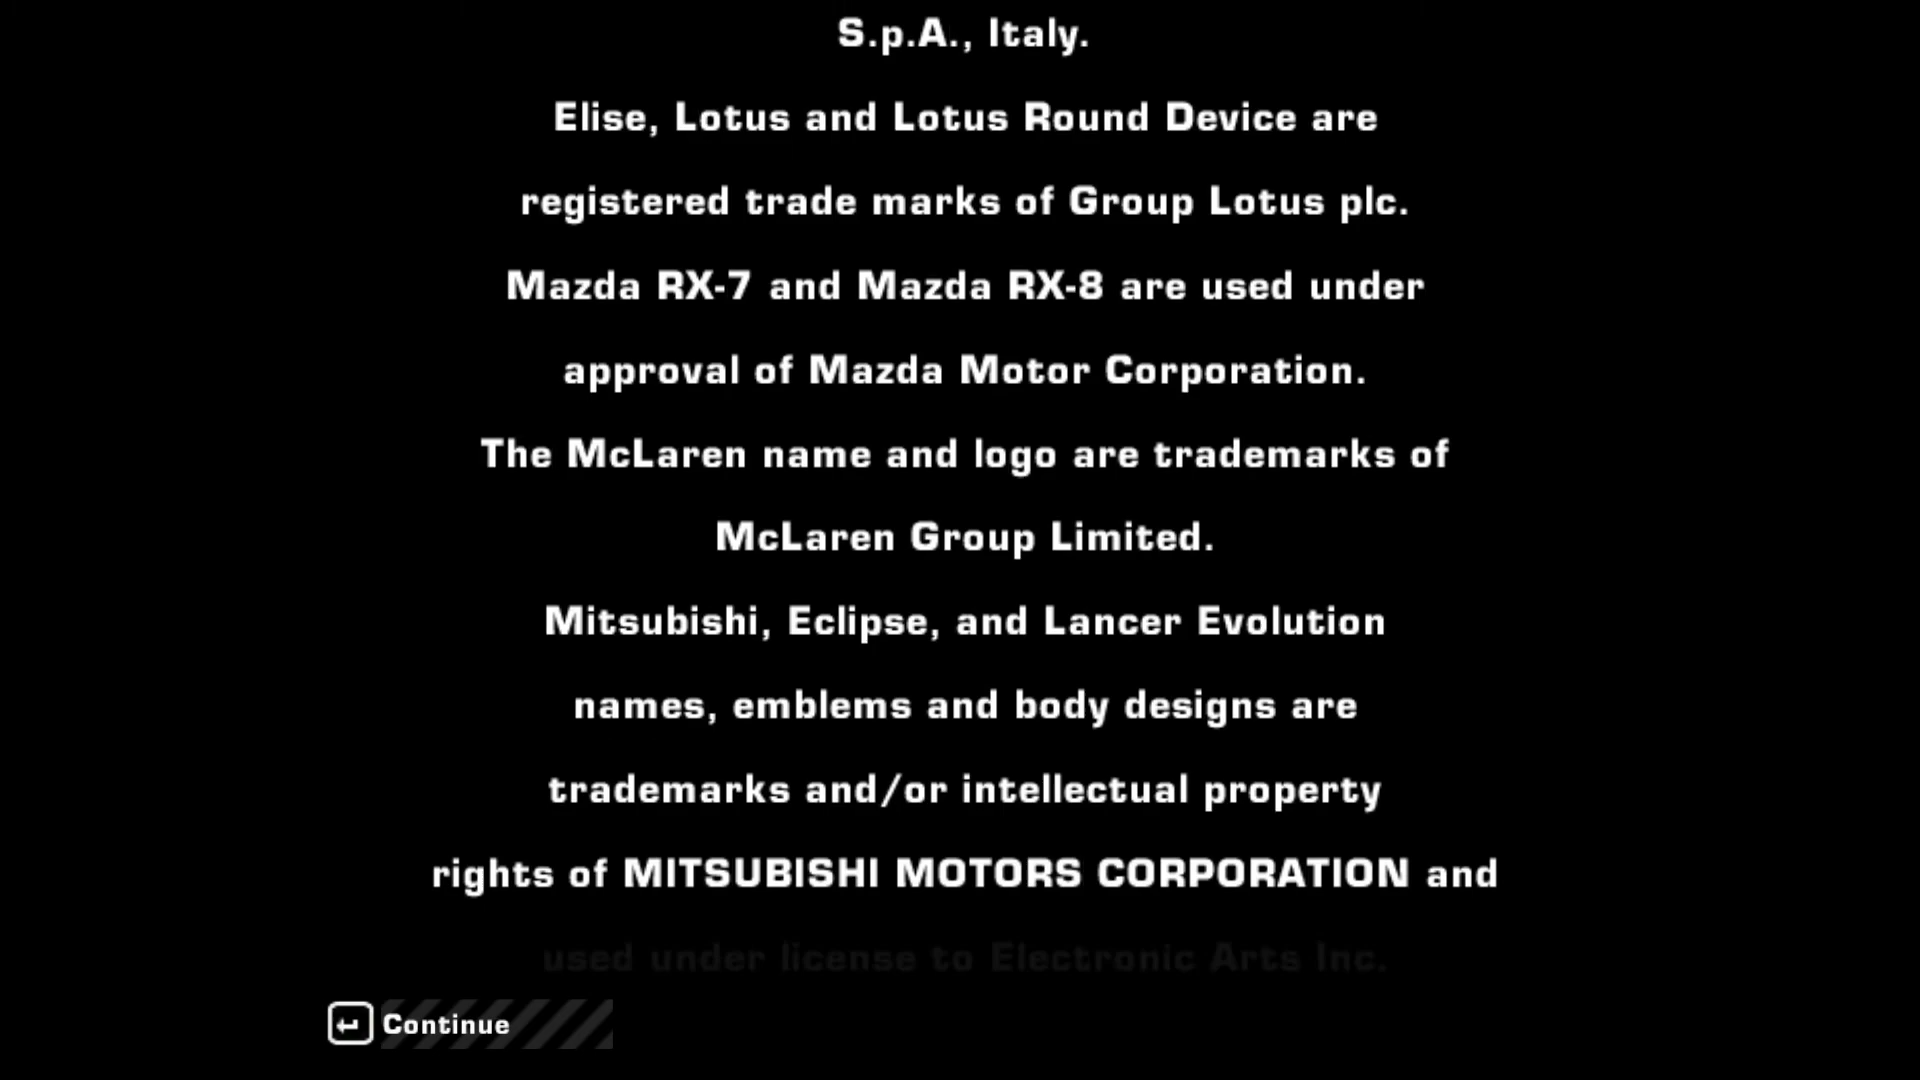 S.p.A., Italy.
Elise, Lotus and Lotus Round Device are
registered trade marks of Group Lotus plc.
Mazda RX-7 and Mazda RX-8 are used under
approval of Mazda Motor Corporation.
The McLaren name and logo are trademarks of
McLaren Group Limited.
Mitsubishi, Eclipse, and Lancer Evolution
names, emblems and body designs are
trademarks and/or intellectual property
rights of MITSUBISHI MOTORS CORPORATION and
used under license to Electronic Arts Inc.
Continue